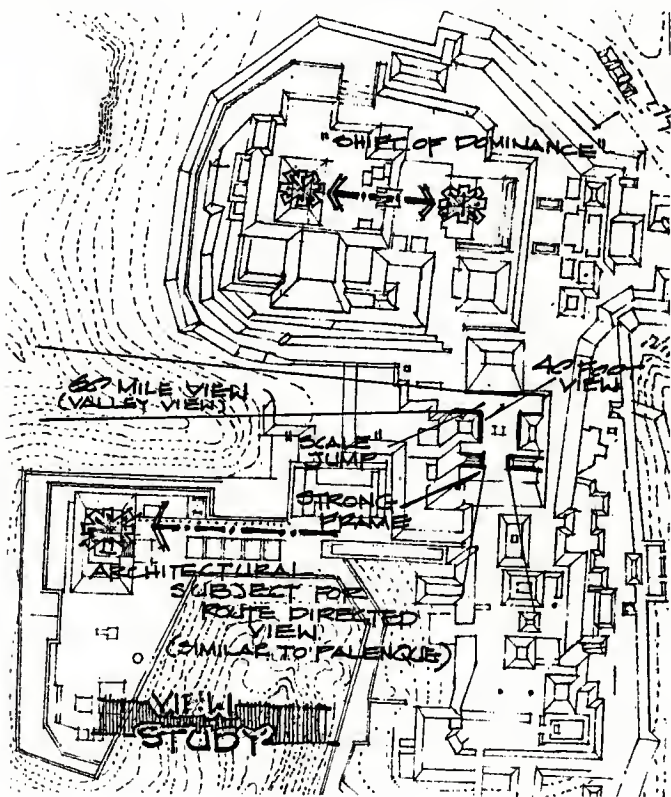 "SHIFT OF DOMINANCE"
40 FOOT
VIEW
60 MILE VIEW
(VALLEY VIEW)
"SCALE"
JUMP
STRONG
FRAME
ARCHITECTURAL
SUBJECT FOR
ROUTE DIRECTED
VIEW
(SIMILAR TO PALENQUE)
VIEW
STUDY